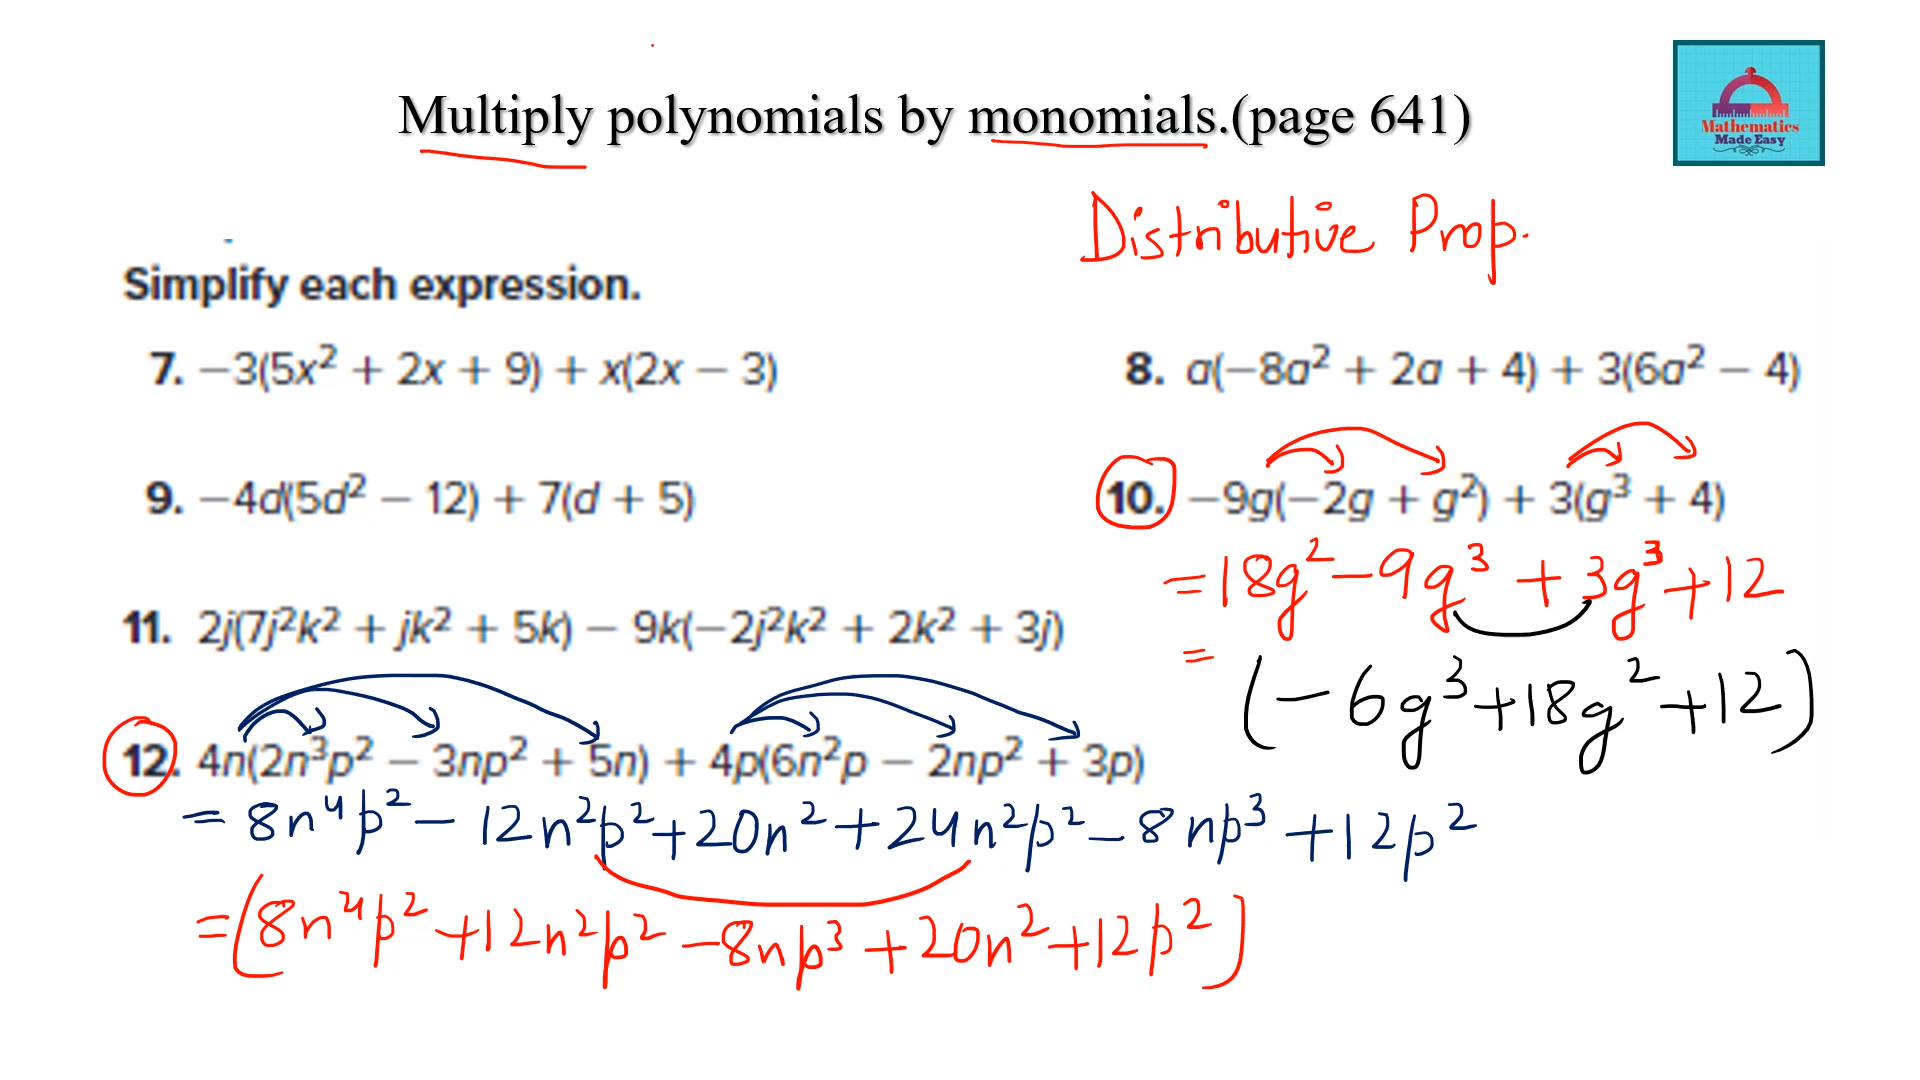 Multiply polynomials by monomials.(page 641)
Mathematics
Made Easy
Distributive Prop.
Simplify each expression.
7. −3(5x² + 2x + 9) + x(2x − 3)
8. a(−8a² + 2a + 4) + 3(6a² − 4)
9. −4d(5d² − 12) + 7(d + 5)
10. −9g(−2g + g²) + 3(g³ + 4)
= 18g² − 9g³ + 3g³ + 12
= (−6g³ + 18g² + 12)
11. 2j(7j²k² + jk² + 5k) − 9k(−2j²k² + 2k² + 3j)
12. 4n(2n³p² − 3np² + 5n) + 4p(6n²p − 2np² + 3p)
= 8n⁴p² − 12n²p² + 20n² + 24n²p² − 8np³ + 12p²
= (8n⁴p² + 12n²p² − 8np³ + 20n² + 12p²)